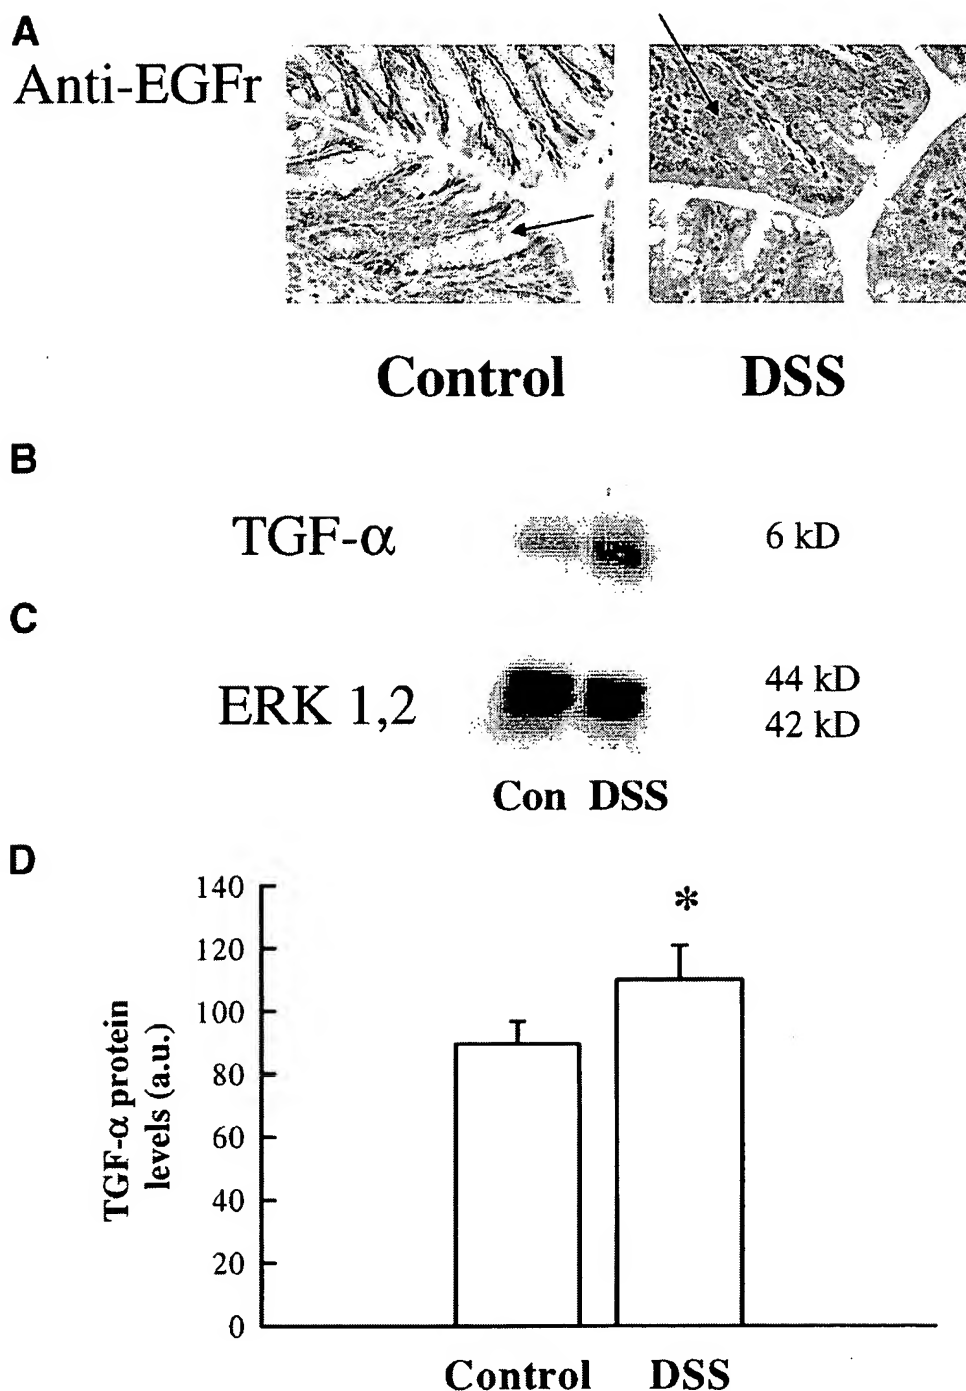 A
Anti-EGFr
Control
DSS
B
TGF-α
6 kD
C
ERK 1,2
44 kD
42 kD
Con DSS
D
140
120
100
80
60
40
20
0
TGF-α protein
levels (a.u.)
*
Control
DSS